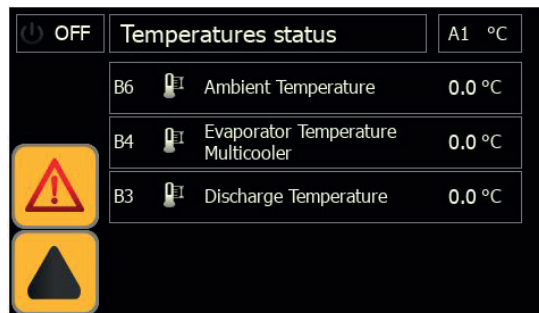 OFF
Temperatures status
A1 °C
B6 Ambient Temperature 0.0 °C
B4 Evaporator Temperature
Multicooler 0.0 °C
B3 Discharge Temperature 0.0 °C